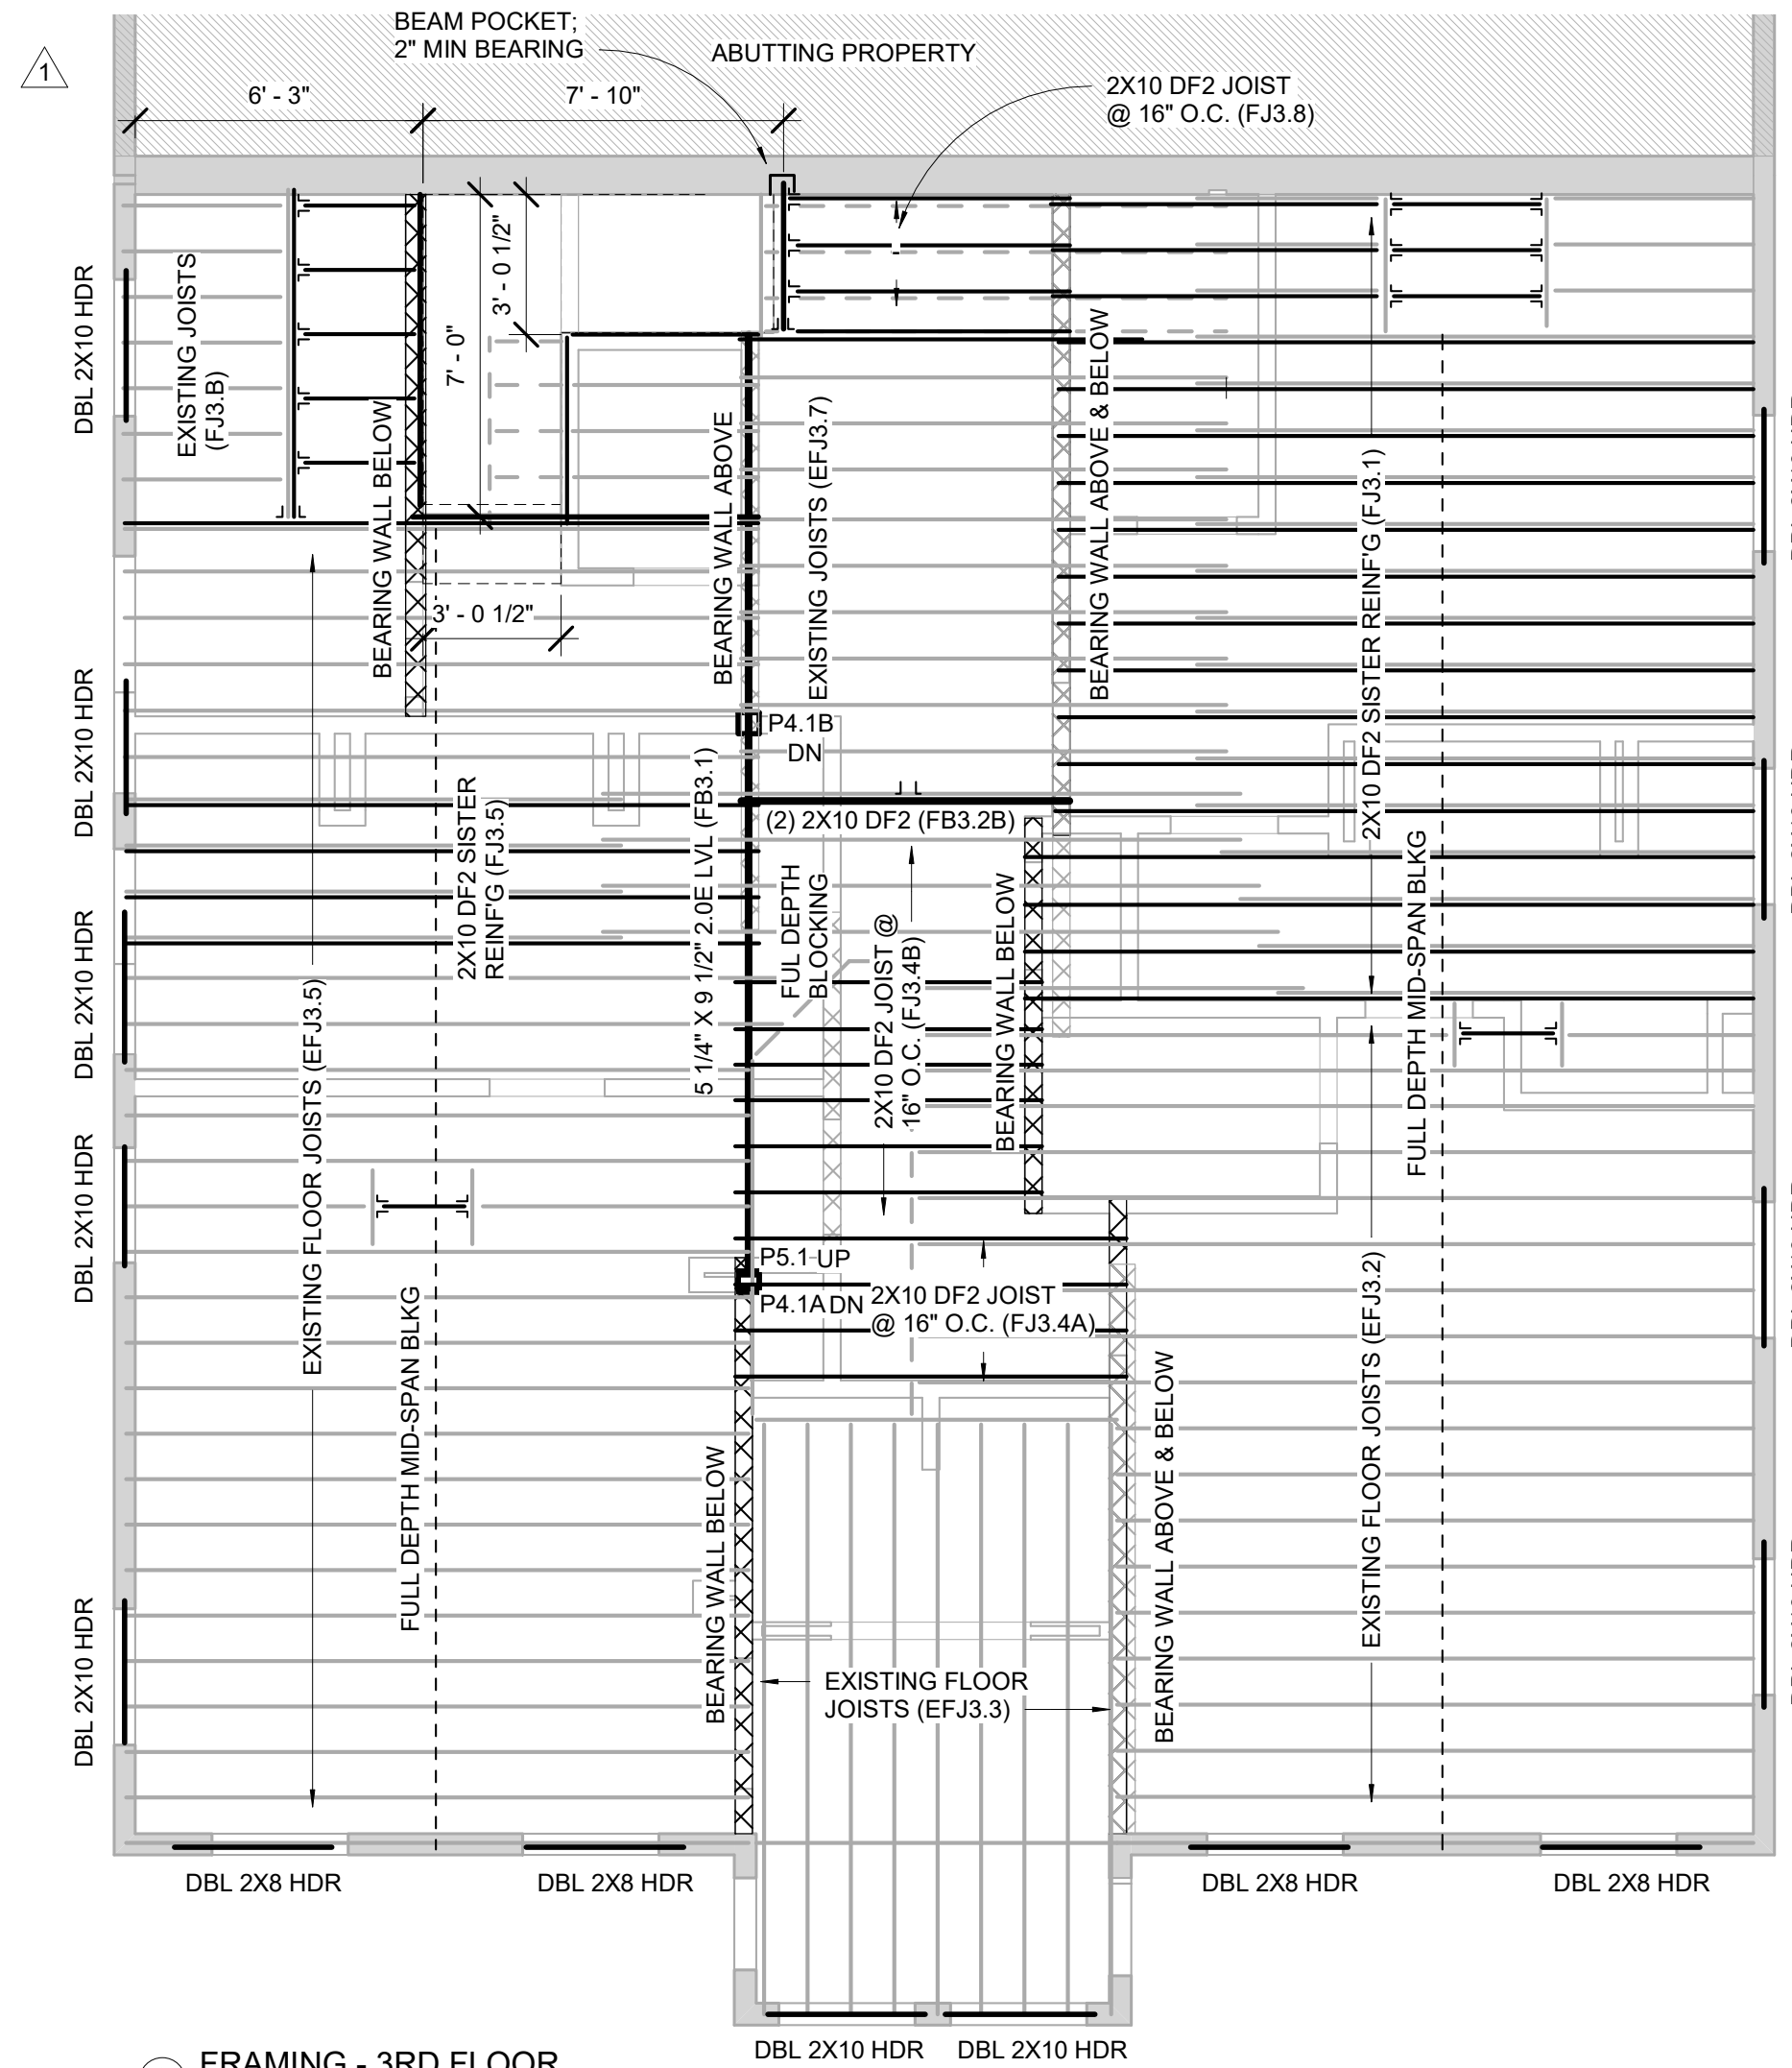 BEAM POCKET;
2" MIN BEARING
ABUTTING PROPERTY
1
6' - 3"
7' - 10"
2X10 DF2 JOIST
@ 16" O.C. (FJ3.8)
3' - 0 1/2"
7' - 0"
DBL 2X10 HDR
EXISTING JOISTS
(FJ3.B)
BEARING WALL BELOW
BEARING WALL ABOVE
EXISTING JOISTS (EFJ3.7)
BEARING WALL ABOVE & BELOW
2X10 DF2 SISTER REINF'G (FJ3.1)
3' - 0 1/2"
DBL 2X10 HDR
P4.1B
DN
2X10 DF2 SISTER
REINF'G (FJ3.5)
5 1/4" X 9 1/2" 2.0E LVL (FB3.1)
(2) 2X10 DF2 (FB3.2B)
FUL DEPTH
BLOCKING
2X10 DF2 JOIST @
16" O.C. (FJ3.4B)
BEARING WALL BELOW
FULL DEPTH MID-SPAN BLKG
DBL 2X10 HDR
EXISTING FLOOR JOISTS (EFJ3.5)
DBL 2X10 HDR
P5.1 UP
P4.1A DN
2X10 DF2 JOIST
@ 16" O.C. (FJ3.4A)
FULL DEPTH MID-SPAN BLKG
EXISTING FLOOR JOISTS (EFJ3.2)
BEARING WALL BELOW
BEARING WALL ABOVE & BELOW
DBL 2X10 HDR
EXISTING FLOOR
JOISTS (EFJ3.3)
DBL 2X8 HDR
DBL 2X8 HDR
DBL 2X8 HDR
DBL 2X8 HDR
DBL 2X10 HDR
DBL 2X10 HDR
FRAMING - 3RD FLOOR